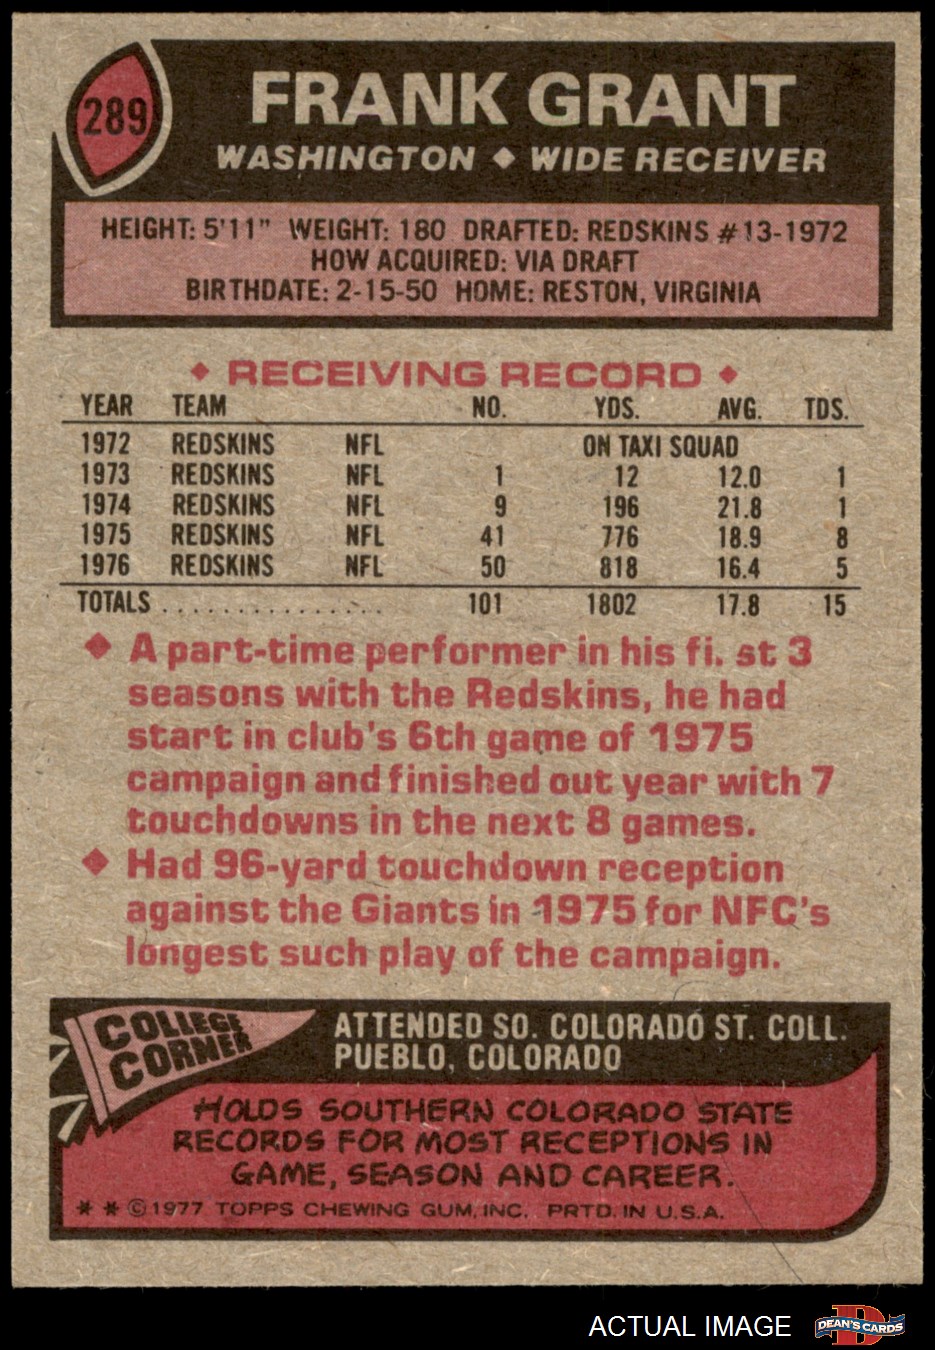 289
FRANK GRANT
WASHINGTON ◆ WIDE RECEIVER
HEIGHT: 5'11" WEIGHT: 180 DRAFTED: REDSKINS #13-1972
HOW ACQUIRED: VIA DRAFT
BIRTHDATE: 2-15-50 HOME: RESTON, VIRGINIA
◆ RECEIVING RECORD ◆
YEAR TEAM NO. YDS. AVG. TDS.
1972 REDSKINS NFL ON TAXI SQUAD
1973 REDSKINS NFL 1 12 12.0 1
1974 REDSKINS NFL 9 196 21.8 1
1975 REDSKINS NFL 41 776 18.9 8
1976 REDSKINS NFL 50 818 16.4 5
TOTALS ................ 101 1802 17.8 15
◆ A part-time performer in his fi. st 3
seasons with the Redskins, he had
start in club's 6th game of 1975
campaign and finished out year with 7
touchdowns in the next 8 games.
◆ Had 96-yard touchdown reception
against the Giants in 1975 for NFC's
longest such play of the campaign.
COLLEGE
CORNER
ATTENDED SO. COLORADO ST. COLL.
PUEBLO, COLORADO
HOLDS SOUTHERN COLORADO STATE
RECORDS FOR MOST RECEPTIONS IN
GAME, SEASON AND CAREER.
* * © 1977 TOPPS CHEWING GUM, INC. PRTD. IN U.S.A.
ACTUAL IMAGE
D
DEAN'S CARDS